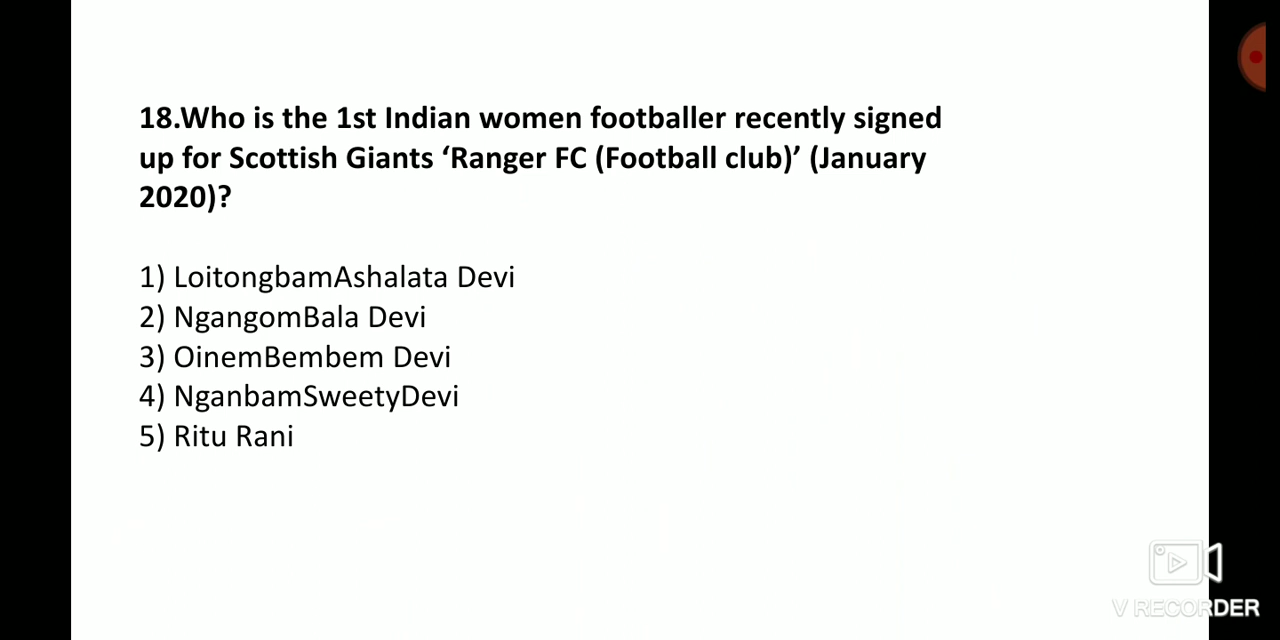 18.Who is the 1st Indian women footballer recently signed
up for Scottish Giants ‘Ranger FC (Football club)’ (January
2020)?
1) LoitongbamAshalata Devi
2) NgangomBala Devi
3) OinemBembem Devi
4) NganbamSweetyDevi
5) Ritu Rani
V RECORDER